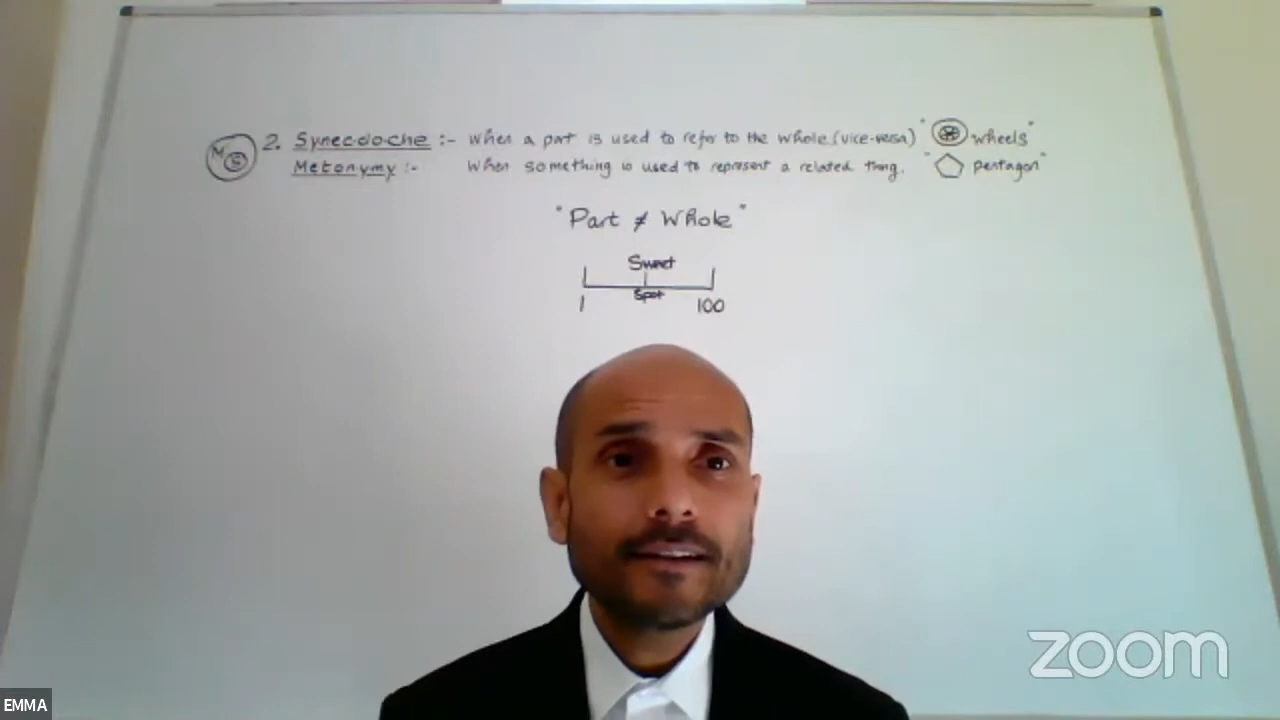 M S 2. Synecdoche :- when a part is used to refer to the whole (vice-versa) " wheels"
Metonymy :- When something is used to represent a related thing. " pentagon"
"Part ≠ Whole"
Sweet
Spot
1 100
zoom
EMMA